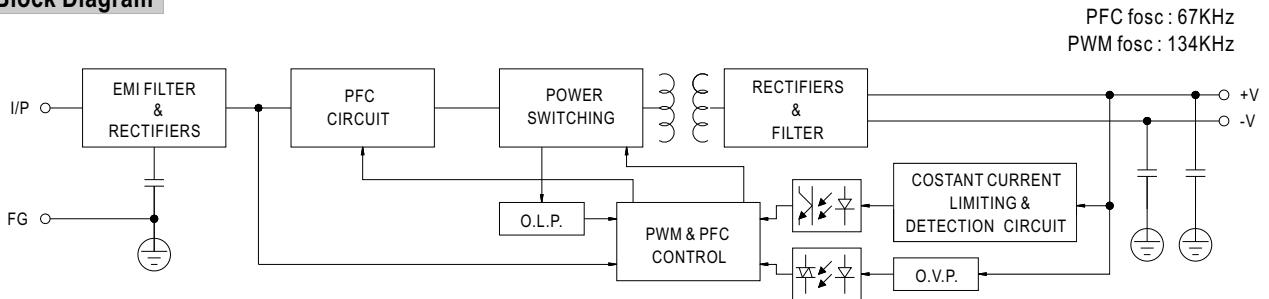 Block Diagram
PFC fosc : 67KHz
PWM fosc : 134KHz
I/P
EMI FILTER
&
RECTIFIERS
PFC
CIRCUIT
POWER
SWITCHING
RECTIFIERS
&
FILTER
+V
-V
FG
O.L.P.
PWM & PFC
CONTROL
COSTANT CURRENT
LIMITING &
DETECTION CIRCUIT
O.V.P.